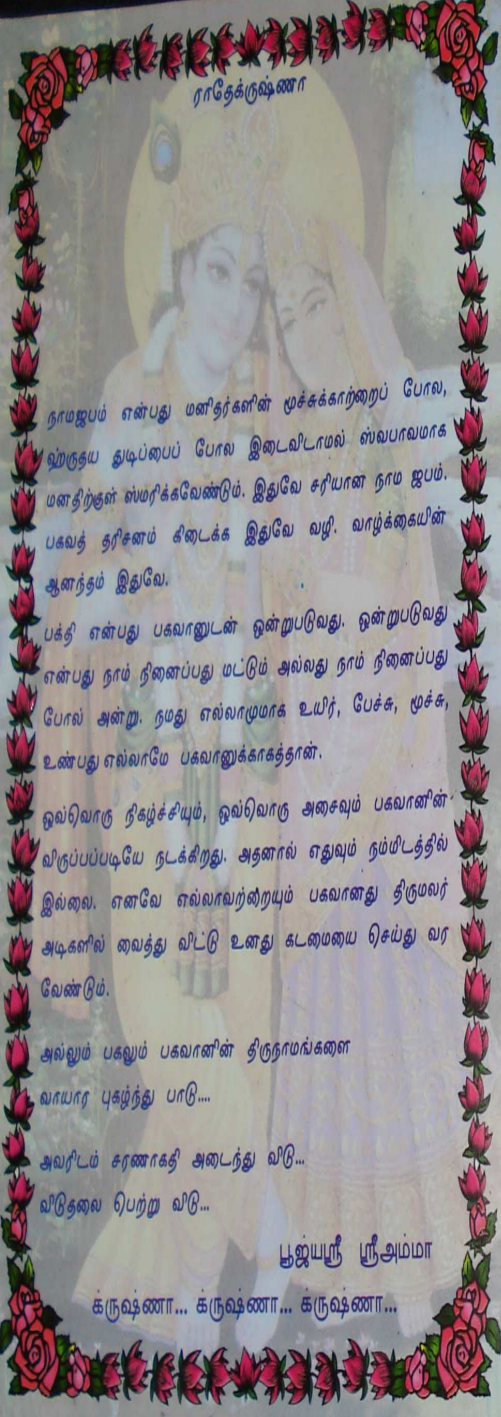 ராதேக்ருஷ்ணா
நாமஜபம் என்பது மனிதர்களின் மூச்சுக்காற்றைப் போல,
ஹ்ருதய துடிப்பைப் போல இடைவிடாமல் ஸ்வபாவமாக
மனதிற்குள் ஸ்மரிக்கவேண்டும். இதுவே சரியான நாம ஜபம்.
பகவத் தரிசனம் கிடைக்க இதுவே வழி. வாழ்க்கையின்
ஆனந்தம் இதுவே.
பக்தி என்பது பகவானுடன் ஒன்றுபடுவது. ஒன்றுபடுவது
என்பது நாம் நினைப்பது மட்டும் அல்லது நாம் நினைப்பது
போல் அன்று. நமது எல்லாமுமாக உயிர், பேச்சு, மூச்சு,
உண்பது எல்லாமே பகவானுக்காகத்தான்.
ஒவ்வொரு நிகழ்ச்சியும், ஒவ்வொரு அசைவும் பகவானின்
விருப்பப்படியே நடக்கிறது. அதனால் எதுவும் நம்மிடத்தில்
இல்லை. எனவே எல்லாவற்றையும் பகவானது திருமலர்
அடிகளில் வைத்து விட்டு உனது கடமையை செய்து வர
வேண்டும்.
அல்லும் பகலும் பகவானின் திருநாமங்களை
வாயார புகழ்ந்து பாடு....
அவரிடம் சரணாகதி அடைந்து விடு...
விடுதலை பெற்று விடு...
பூஜ்யஸ்ரீ ஸ்ரீஅம்மா
க்ருஷ்ணா... க்ருஷ்ணா... க்ருஷ்ணா...